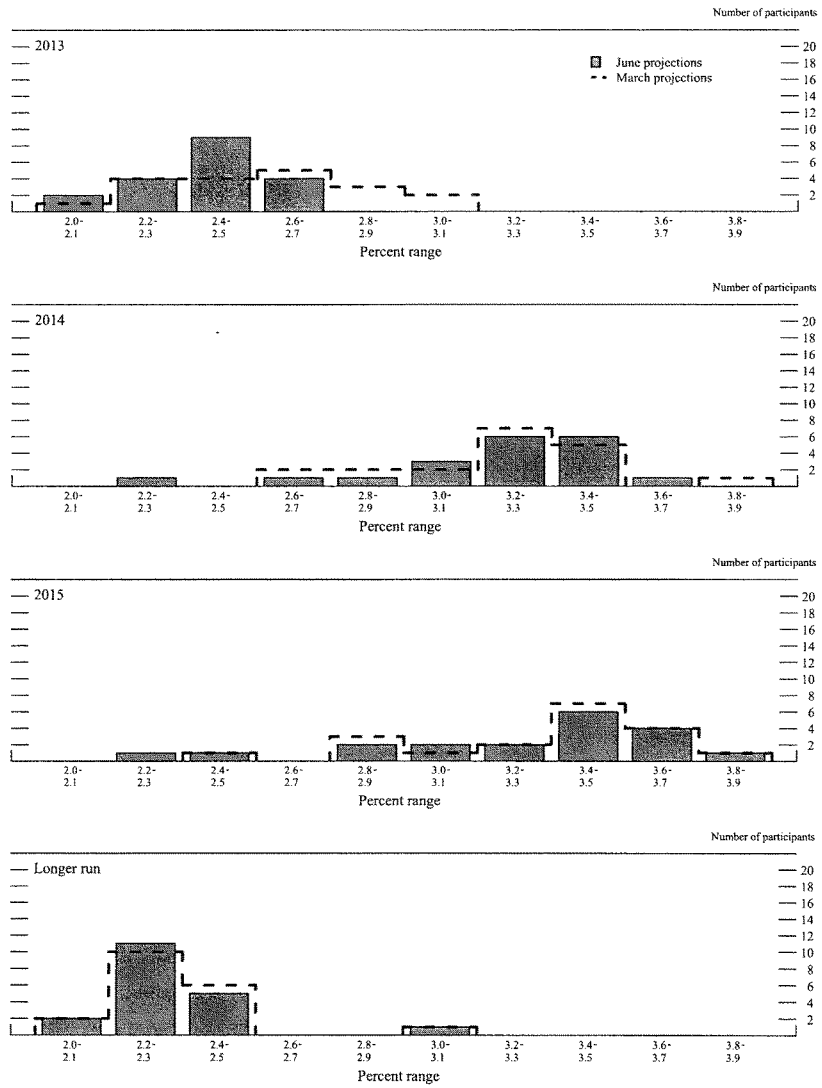 Number of participants
2013
20
18
16
14
12
10
8
6
4
2
June projections
March projections
2.0- 2.2- 2.4- 2.6- 2.8- 3.0- 3.2- 3.4- 3.6- 3.8-
2.1 2.3 2.5 2.7 2.9 3.1 3.3 3.5 3.7 3.9
Percent range
Number of participants
2014
20
18
16
14
12
10
8
6
4
2
2.0- 2.2- 2.4- 2.6- 2.8- 3.0- 3.2- 3.4- 3.6- 3.8-
2.1 2.3 2.5 2.7 2.9 3.1 3.3 3.5 3.7 3.9
Percent range
Number of participants
2015
20
18
16
14
12
10
8
6
4
2
2.0- 2.2- 2.4- 2.6- 2.8- 3.0- 3.2- 3.4- 3.6- 3.8-
2.1 2.3 2.5 2.7 2.9 3.1 3.3 3.5 3.7 3.9
Percent range
Number of participants
Longer run
20
18
16
14
12
10
8
6
4
2
2.0- 2.2- 2.4- 2.6- 2.8- 3.0- 3.2- 3.4- 3.6- 3.8-
2.1 2.3 2.5 2.7 2.9 3.1 3.3 3.5 3.7 3.9
Percent range